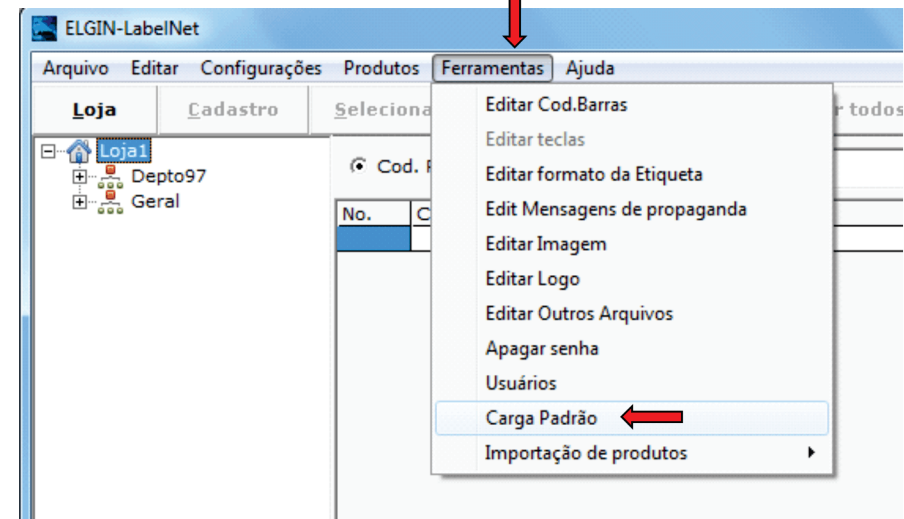 ELGIN-LabelNet
Arquivo Editar Configurações Produtos Ferramentas Ajuda
Loja Cadastro
Loja1
Depto97
Geral
Cod.
No.
Editar Cod.Barras
Editar teclas
Editar formato da Etiqueta
Edit Mensagens de propaganda
Editar Imagem
Editar Logo
Editar Outros Arquivos
Apagar senha
Usuários
Carga Padrão
Importação de produtos
todos